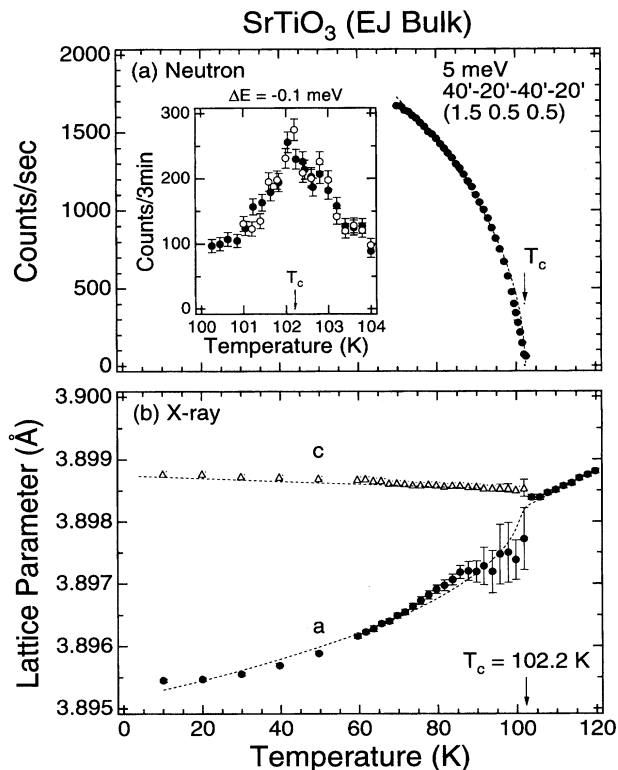 SrTiO₃ (EJ Bulk)
2000
1500
1000
500
0
Counts/sec
(a) Neutron
5 meV
40'-20'-40'-20'
(1.5 0.5 0.5)
Tc
ΔE = -0.1 meV
300
200
100
0
Counts/3min
Tc
100 101 102 103 104
Temperature (K)
3.900
3.899
3.898
3.897
3.896
3.895
Lattice Parameter (Å)
(b) X-ray
c
a
Tc = 102.2 K
0 20 40 60 80 100 120
Temperature (K)